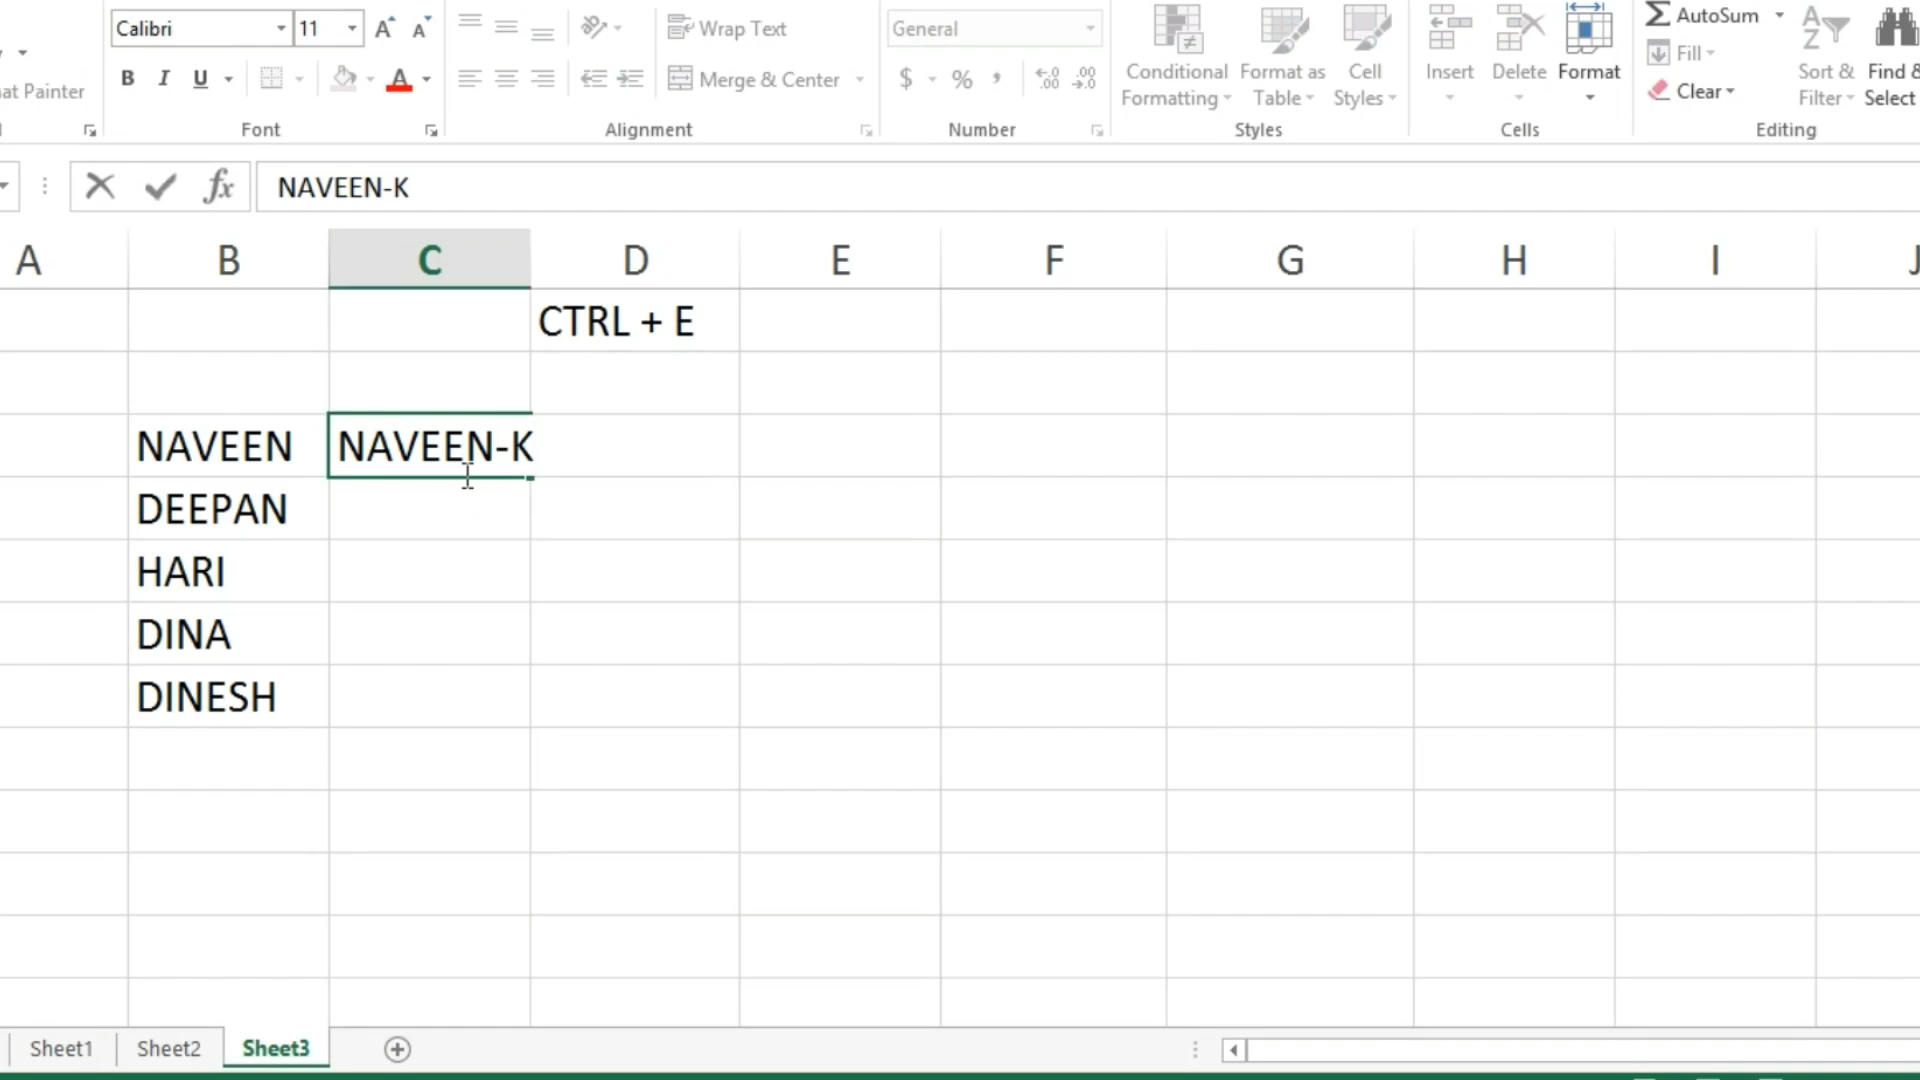 Calibri 11 A A Wrap Text General AutoSum
at Painter B I U A Merge & Center $ % , Conditional Formatting Format as Table Cell Styles Insert Delete Format Fill Clear A Z Sort & Filter Find & Select
Font Alignment Number Styles Cells Editing
fx NAVEEN-K
A B C D E F G H I J
CTRL + E
NAVEEN NAVEEN-K
DEEPAN
HARI
DINA
DINESH
Sheet1 Sheet2 Sheet3